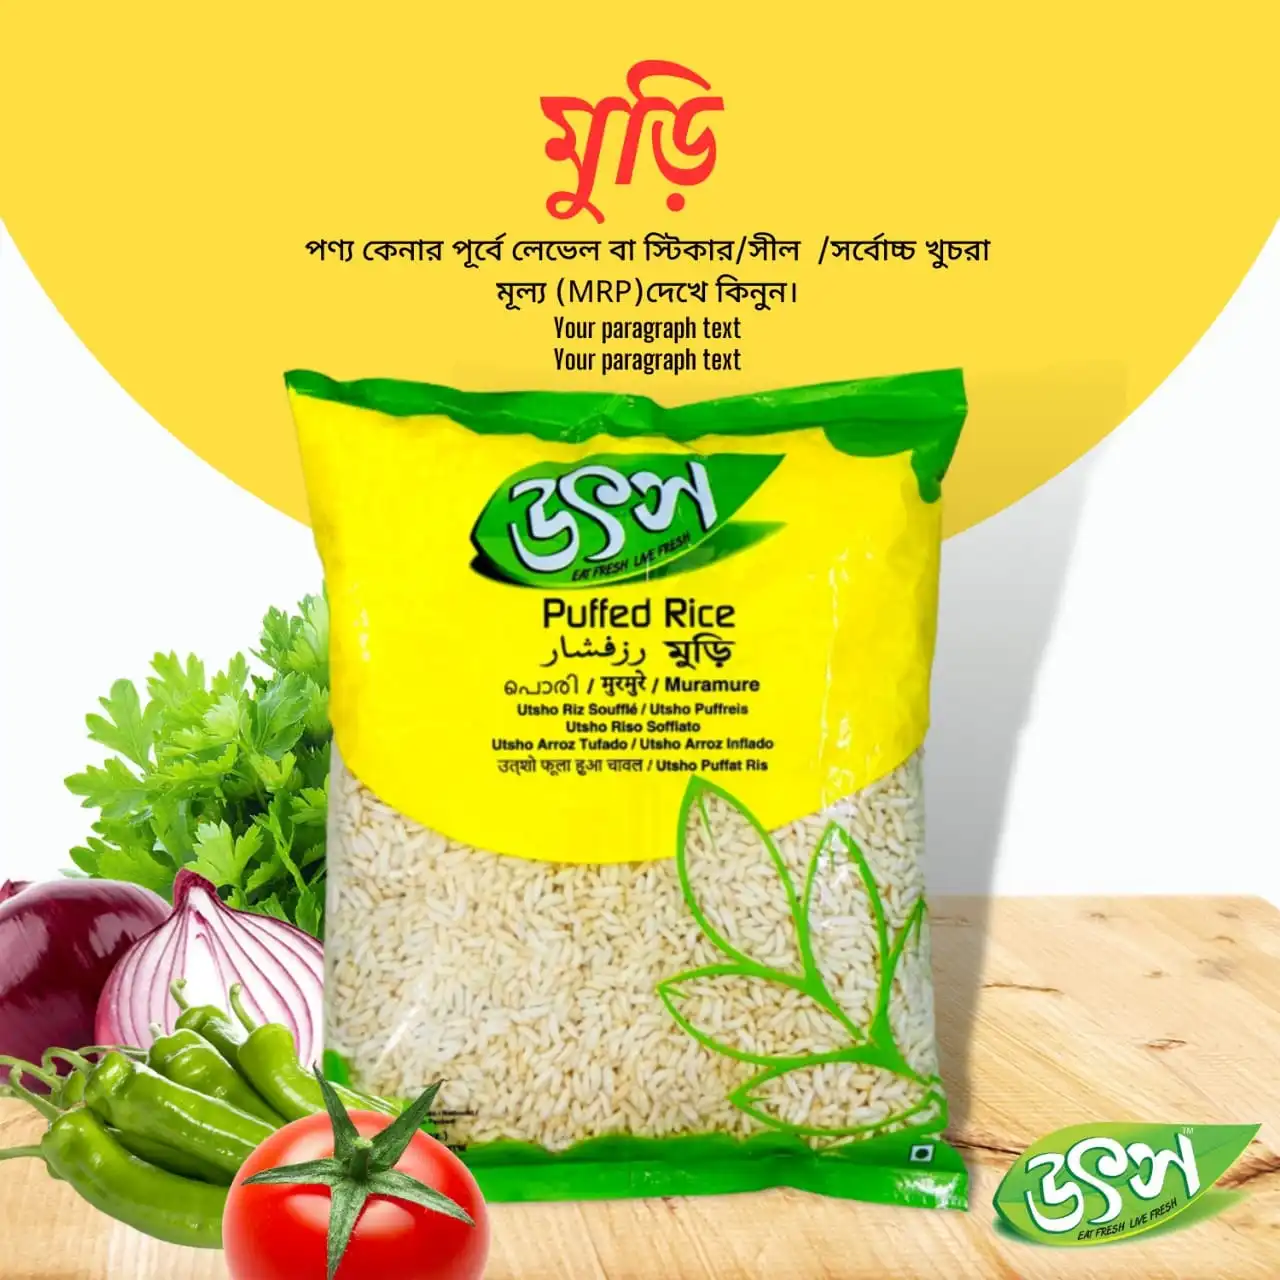 মুড়ি
পণ্য কেনার পূর্বে লেভেল বা স্টিকার/সীল /সর্বোচ্চ খুচরা
মূল্য (MRP)দেখে কিনুন।
Your paragraph text
Your paragraph text
উৎস
EAT FRESH LIVE FRESH
Puffed Rice
رزفشار মুড়ি
പൊരി / मुरमुरे / Muramure
Utsho Riz Soufflé / Utsho Puffreis
Utsho Riso Soffiato
Utsho Arroz Tufado / Utsho Arroz Inflado
उत्शो फूला हुआ चावल / Utsho Puffat Ris
উৎস TM
EAT FRESH LIVE FRESH